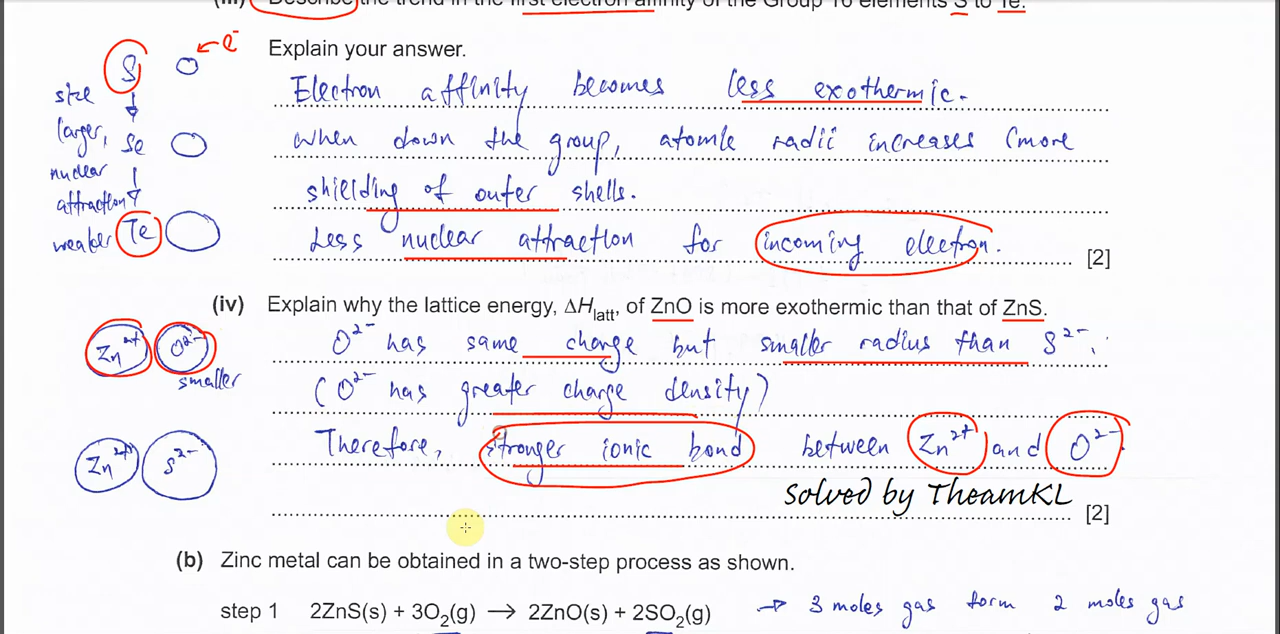 (iii) Describe the trend in the first electron affinity of the Group 16 elements S to Te.
Explain your answer.
S
← e⁻
size
larger,
nuclear
attraction
weaker
Se
Te
Electron affinity becomes less exothermic.
When down the group, atomic radii increases (more
shielding of outer shells.
Less nuclear attraction for incoming electron.
[2]
(iv) Explain why the lattice energy, ΔHlatt, of ZnO is more exothermic than that of ZnS.
Zn²⁺ O²⁻
smaller
O²⁻ has same charge but smaller radius than S²⁻.
(O²⁻ has greater charge density)
Therefore, stronger ionic bond between Zn²⁺ and O²⁻.
Zn²⁺ S²⁻
Solved by TheamKL
[2]
(b) Zinc metal can be obtained in a two-step process as shown.
step 1 2ZnS(s) + 3O₂(g) → 2ZnO(s) + 2SO₂(g) → 3 moles gas form 2 moles gas